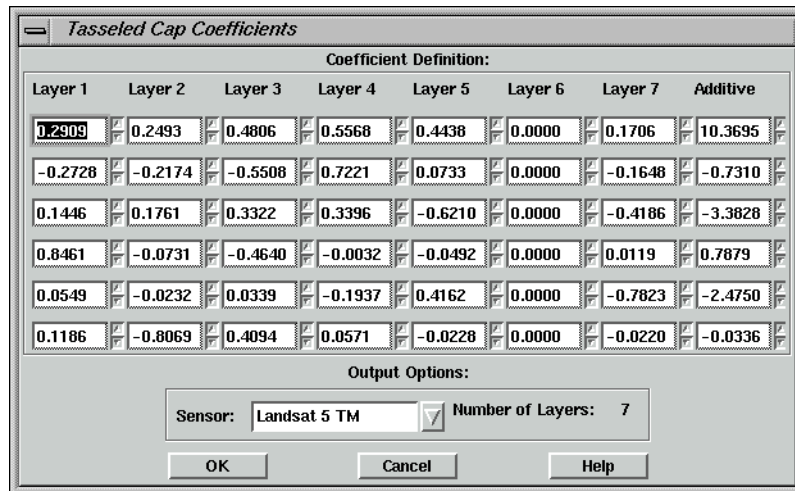 Tasseled Cap Coefficients
Coefficient Definition:
Layer 1 Layer 2 Layer 3 Layer 4 Layer 5 Layer 6 Layer 7 Additive
0.2909 0.2493 0.4806 0.5568 0.4438 0.0000 0.1706 10.3695
-0.2728 -0.2174 -0.5508 0.7221 0.0733 0.0000 -0.1648 -0.7310
0.1446 0.1761 0.3322 0.3396 -0.6210 0.0000 -0.4186 -3.3828
0.8461 -0.0731 -0.4640 -0.0032 -0.0492 0.0000 0.0119 0.7879
0.0549 -0.0232 0.0339 -0.1937 0.4162 0.0000 -0.7823 -2.4750
0.1186 -0.8069 0.4094 0.0571 -0.0228 0.0000 -0.0220 -0.0336
Output Options:
Sensor: Landsat 5 TM Number of Layers: 7
OK Cancel Help